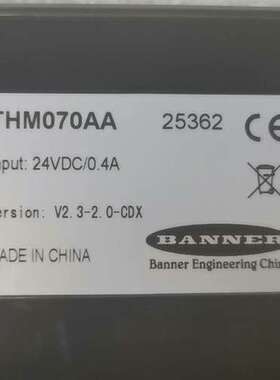 THM070AA 25362 CE
nput: 24VDC/0.4A
ersion: V2.3-2.0-CDX
ADE IN CHINA
BANNER
Banner Engineering Chin